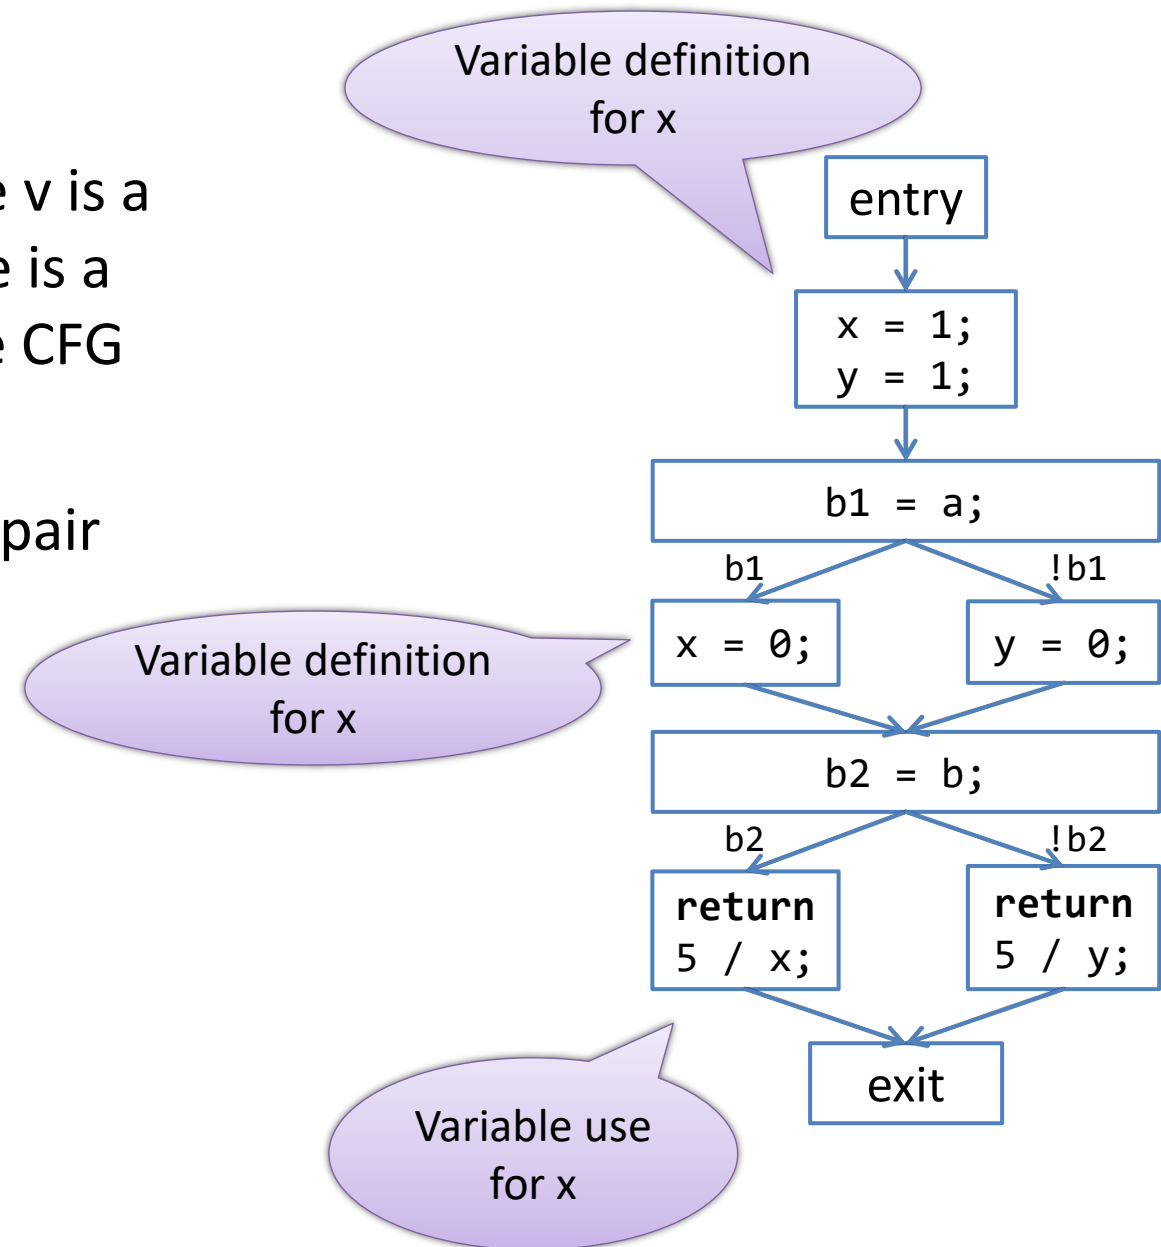 Variable definition
for x
e v is a
e is a
e CFG
pair
entry
x = 1;
y = 1;
b1 = a;
b1
!b1
Variable definition
for x
x = 0;
y = 0;
b2 = b;
b2
!b2
return
5 / x;
return
5 / y;
exit
Variable use
for x